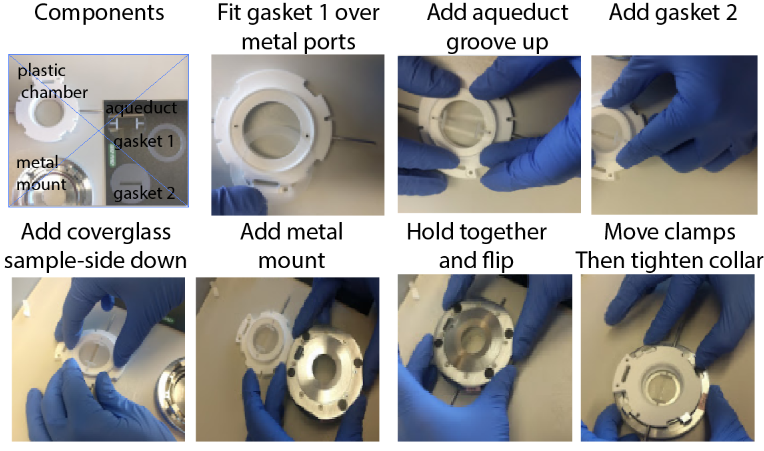 Components
Fit gasket 1 over
metal ports
Add aqueduct
groove up
Add gasket 2
plastic
chamber
aqueduct
gasket 1
metal
mount
gasket 2
Add coverglass
sample-side down
Add metal
mount
Hold together
and flip
Move clamps
Then tighten collar